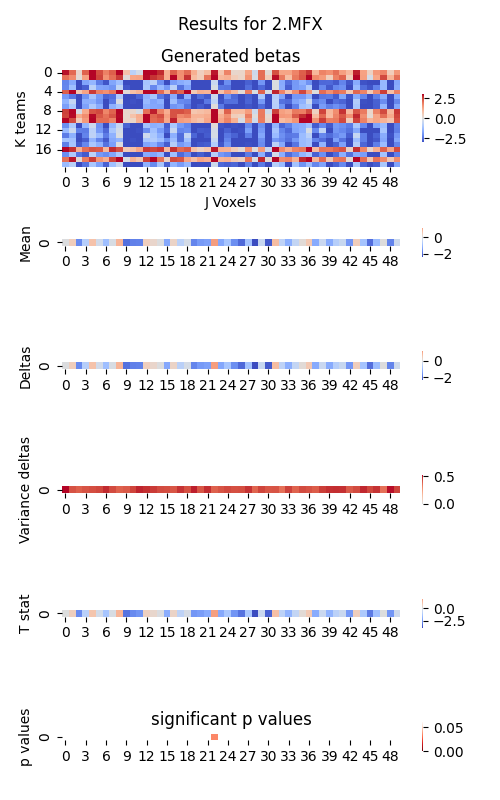 Results for 2.MFX
Generated betas
K teams
0
4
8
12
16
2.5
0.0
−2.5
0 3 6 9 12 15 18 21 24 27 30 33 36 39 42 45 48
J Voxels
Mean
0
0
−2
0 3 6 9 12 15 18 21 24 27 30 33 36 39 42 45 48
Deltas
0
0
−2
0 3 6 9 12 15 18 21 24 27 30 33 36 39 42 45 48
Variance deltas
0
0.5
0.0
0 3 6 9 12 15 18 21 24 27 30 33 36 39 42 45 48
T stat
0
0.0
−2.5
0 3 6 9 12 15 18 21 24 27 30 33 36 39 42 45 48
significant p values
p values
0
0.05
0.00
0 3 6 9 12 15 18 21 24 27 30 33 36 39 42 45 48